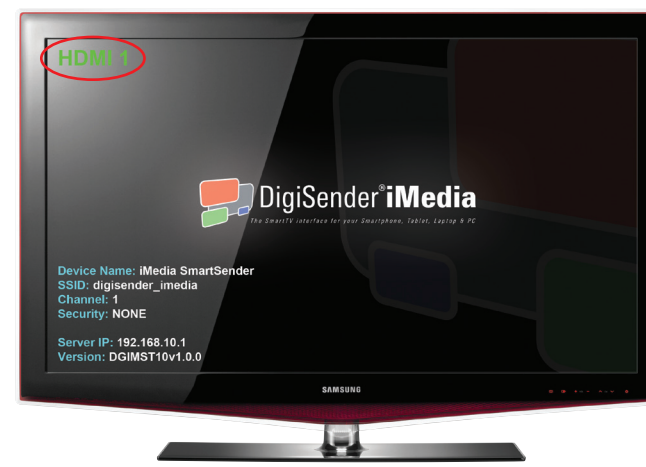 HDMI 1
DigiSender® iMedia
The SmartTV interface for your Smartphone, Tablet, Laptop & PC
Device Name: iMedia SmartSender
SSID: digisender_imedia
Channel: 1
Security: NONE
Server IP: 192.168.10.1
Version: DGIMST10v1.0.0
SAMSUNG